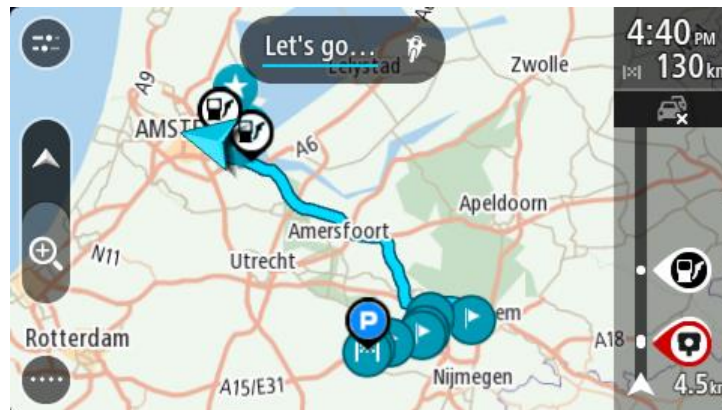 Let's go...
4:40 PM
130 km
A9
Lelystad
Zwolle
AMST
A6
Apeldoorn
Amersfoort
N11
Utrecht
P
em
Rotterdam
A18
A15/E31
Nijmegen
4.5 km